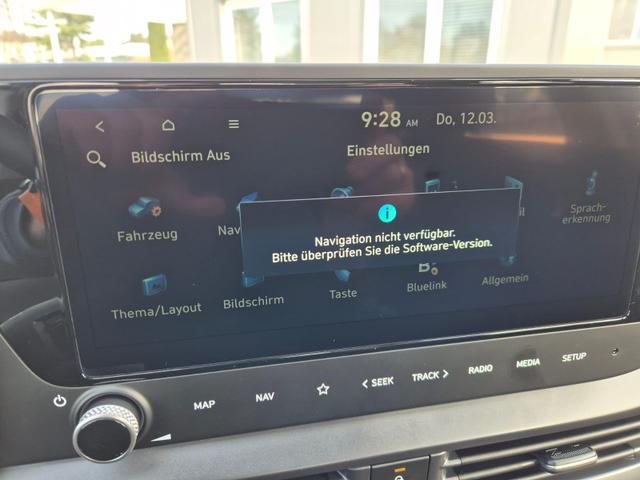 9:28 AM Do, 12.03.
Bildschirm Aus
Einstellungen
Fahrzeug
Sprach-
erkennung
Navigation nicht verfügbar.
Bitte überprüfen Sie die Software-Version.
Thema/Layout
Bildschirm
Taste
Bluelink
Allgemein
MAP
NAV
< SEEK
TRACK >
RADIO
MEDIA
SETUP